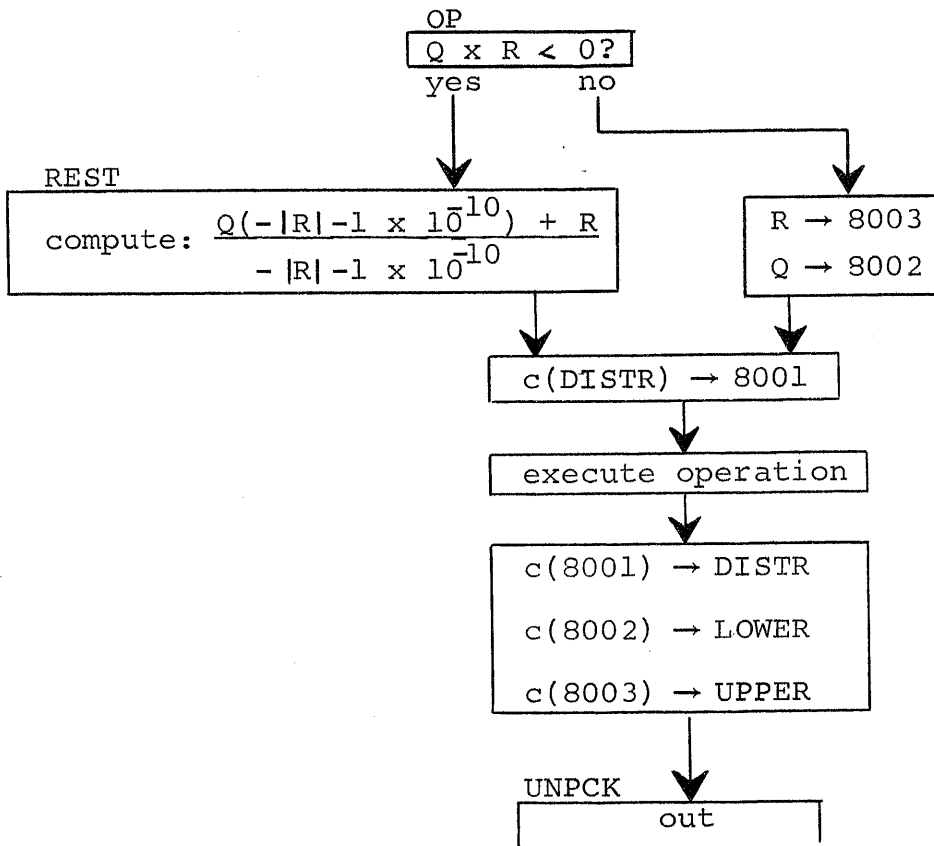 OP
Q x R < 0?
yes no
REST
compute: Q(-|R| -1 x 10^-10) + R
- |R| -1 x 10^-10
R → 8003
Q → 8002
c(DISTR) → 8001
execute operation
c(8001) → DISTR
c(8002) → LOWER
c(8003) → UPPER
UNPCK
out